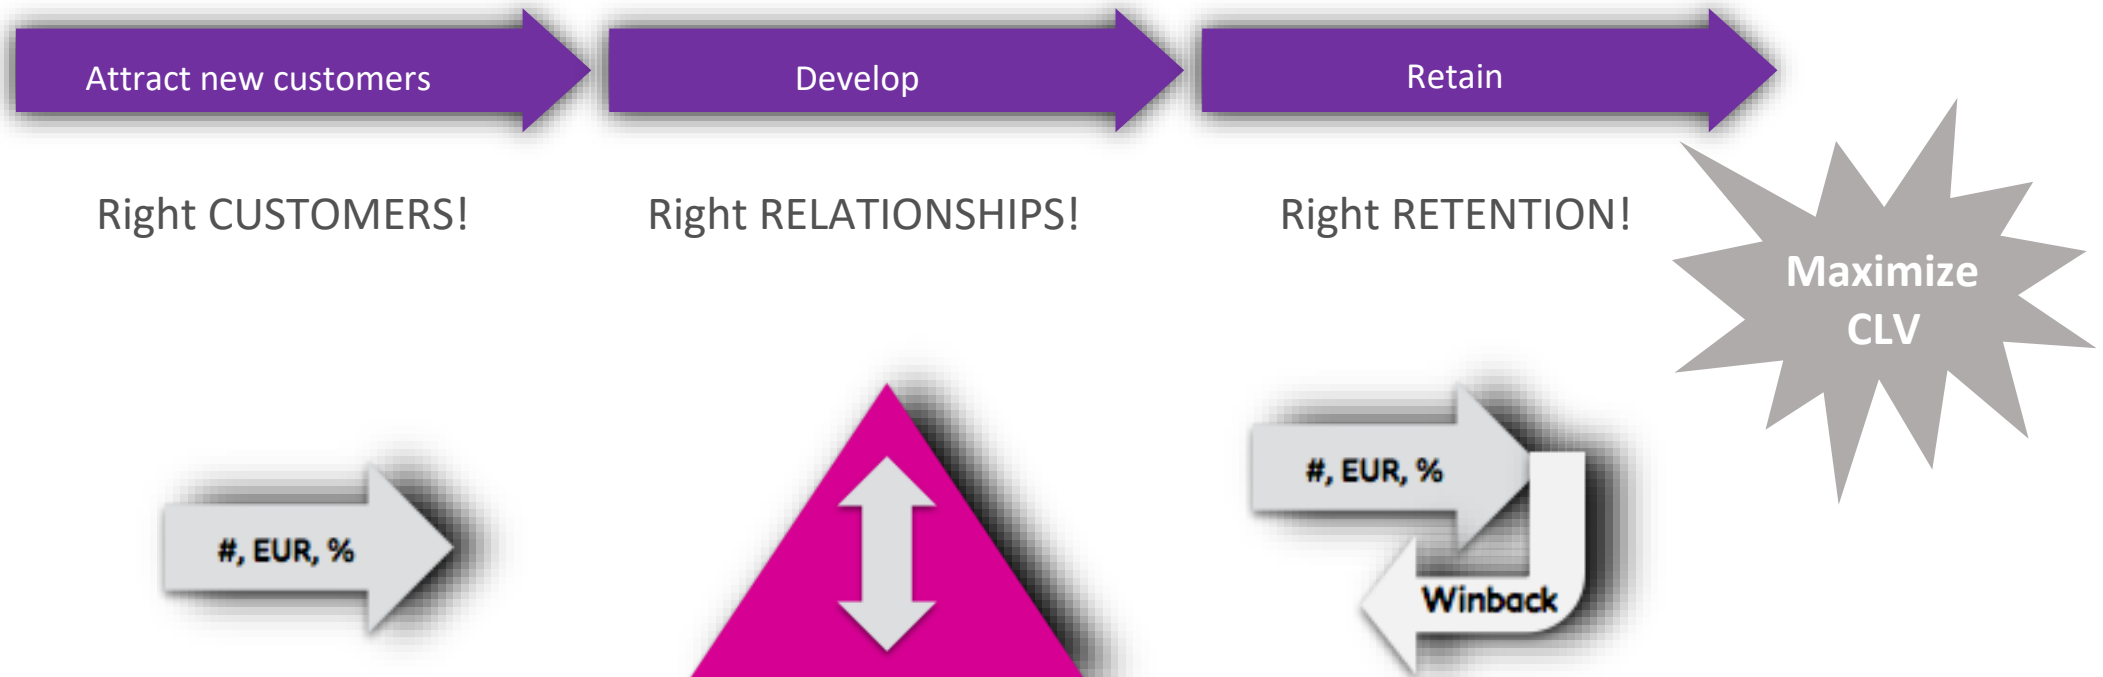 Attract new customers
Develop
Retain
Right CUSTOMERS!
Right RELATIONSHIPS!
Right RETENTION!
Maximize
CLV
#, EUR, %
#, EUR, %
Winback